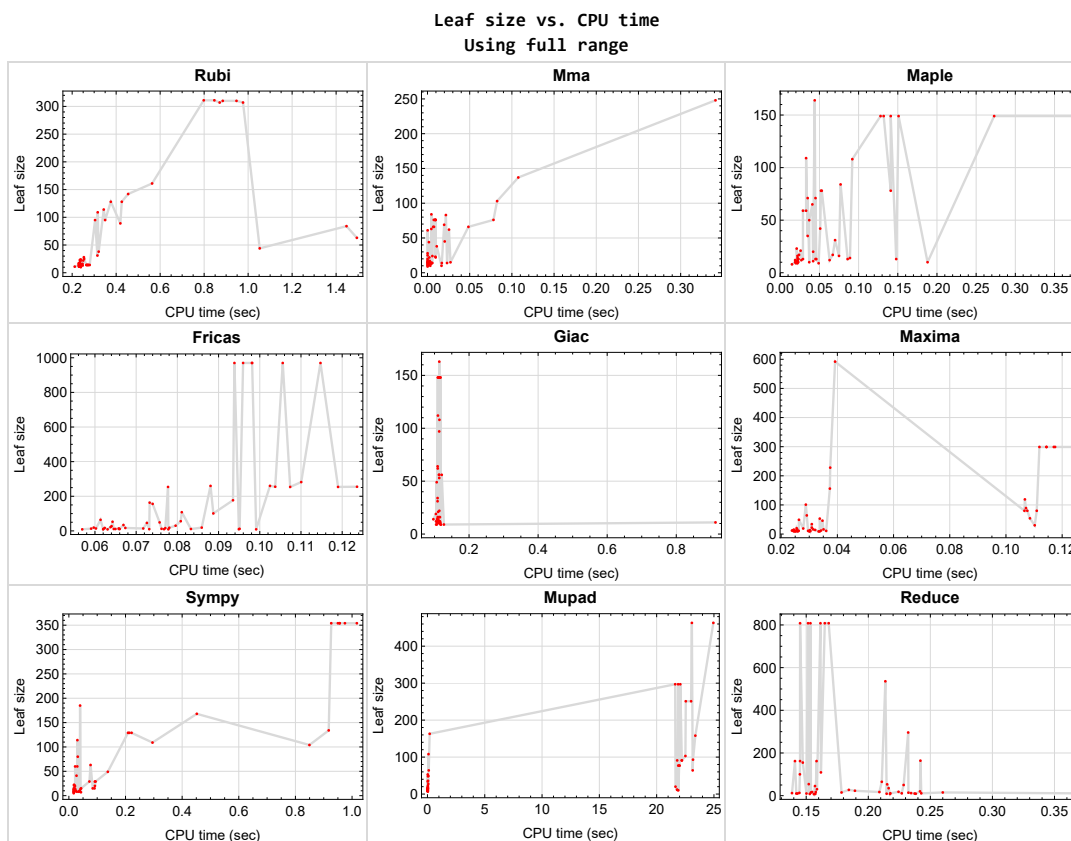 Leaf size vs. CPU time
Using full range
Rubi
Leaf size
300
250
200
150
100
50
0
0.2 0.4 0.6 0.8 1.0 1.2 1.4
CPU time (sec)
Mma
Leaf size
250
200
150
100
50
0
0.00 0.05 0.10 0.15 0.20 0.25 0.30
CPU time (sec)
Maple
Leaf size
150
100
50
0
0.00 0.05 0.10 0.15 0.20 0.25 0.30 0.35
CPU time (sec)
Fricas
Leaf size
1000
800
600
400
200
0
0.06 0.07 0.08 0.09 0.10 0.11 0.12
CPU time (sec)
Giac
Leaf size
150
100
50
0
0.2 0.4 0.6 0.8
CPU time (sec)
Maxima
Leaf size
600
500
400
300
200
100
0
0.02 0.04 0.06 0.08 0.10 0.12
CPU time (sec)
Sympy
Leaf size
350
300
250
200
150
100
50
0
0.0 0.2 0.4 0.6 0.8 1.0
CPU time (sec)
Mupad
Leaf size
400
300
200
100
0
0 5 10 15 20 25
CPU time (sec)
Reduce
Leaf size
800
600
400
200
0
0.15 0.20 0.25 0.30 0.35
CPU time (sec)